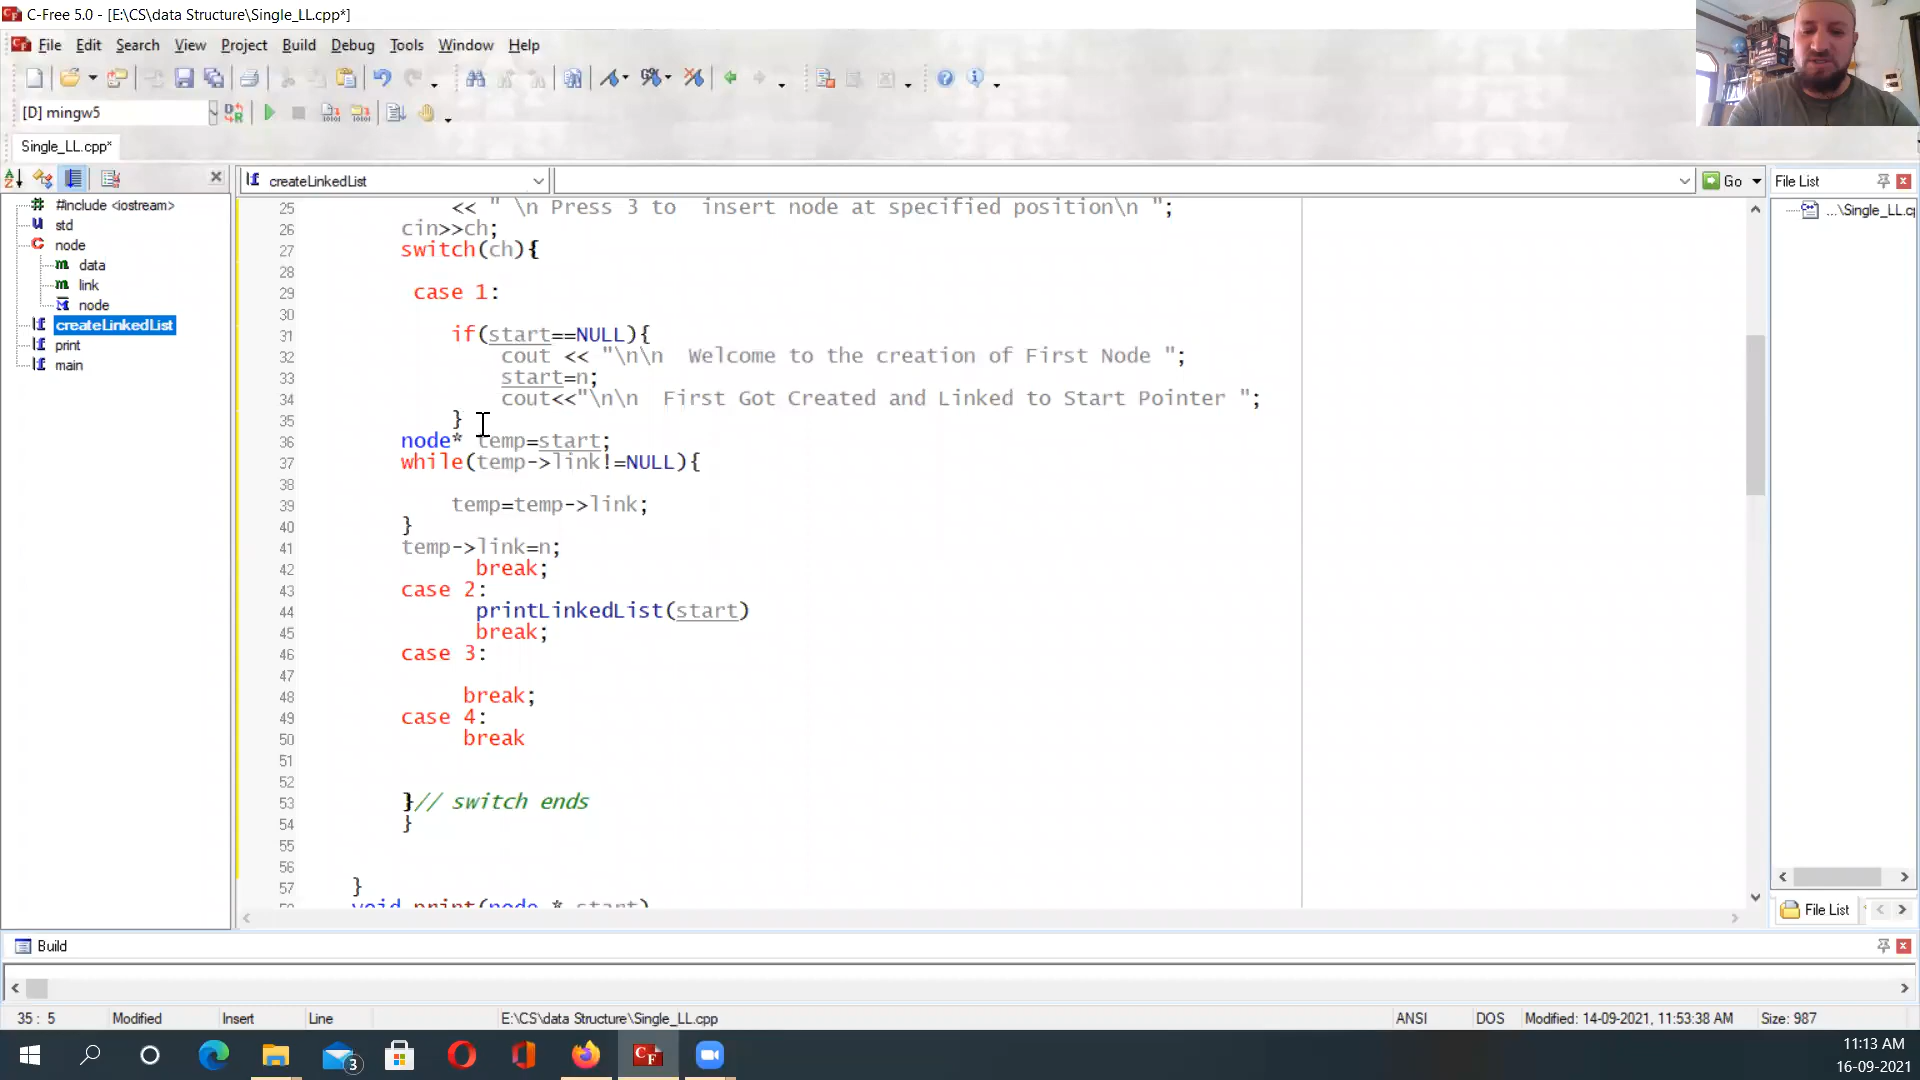 C-Free 5.0 - [E:\CS\data Structure\Single_LL.cpp*]
File Edit Search View Project Build Debug Tools Window Help
[D] mingw5
Single_LL.cpp*
createLinkedList
Go
File List
#include <iostream>
std
node
data
link
node
createLinkedList
print
main
...\Single_LL.cp
25 << " \n Press 3 to  insert node at specified position\n ";
26 cin>>ch;
27 switch(ch){
28
29 case 1:
30
31 if(start==NULL){
32 cout << "\n\n  Welcome to the creation of First Node ";
33 start=n;
34 cout<<"\n\n  First Got Created and Linked to Start Pointer ";
35 }
36 node* temp=start;
37 while(temp->link!=NULL){
38
39 temp=temp->link;
40 }
41 temp->link=n;
42 break;
43 case 2:
44 printLinkedList(start)
45 break;
46 case 3:
47
48 break;
49 case 4:
50 break
51
52
53 }// switch ends
54 }
55
56
57 }
void print(node * start)
File List
Build
35 : 5 Modified Insert Line E:\CS\data Structure\Single_LL.cpp ANSI DOS Modified: 14-09-2021, 11:53:38 AM Size: 987
3
11:13 AM
16-09-2021